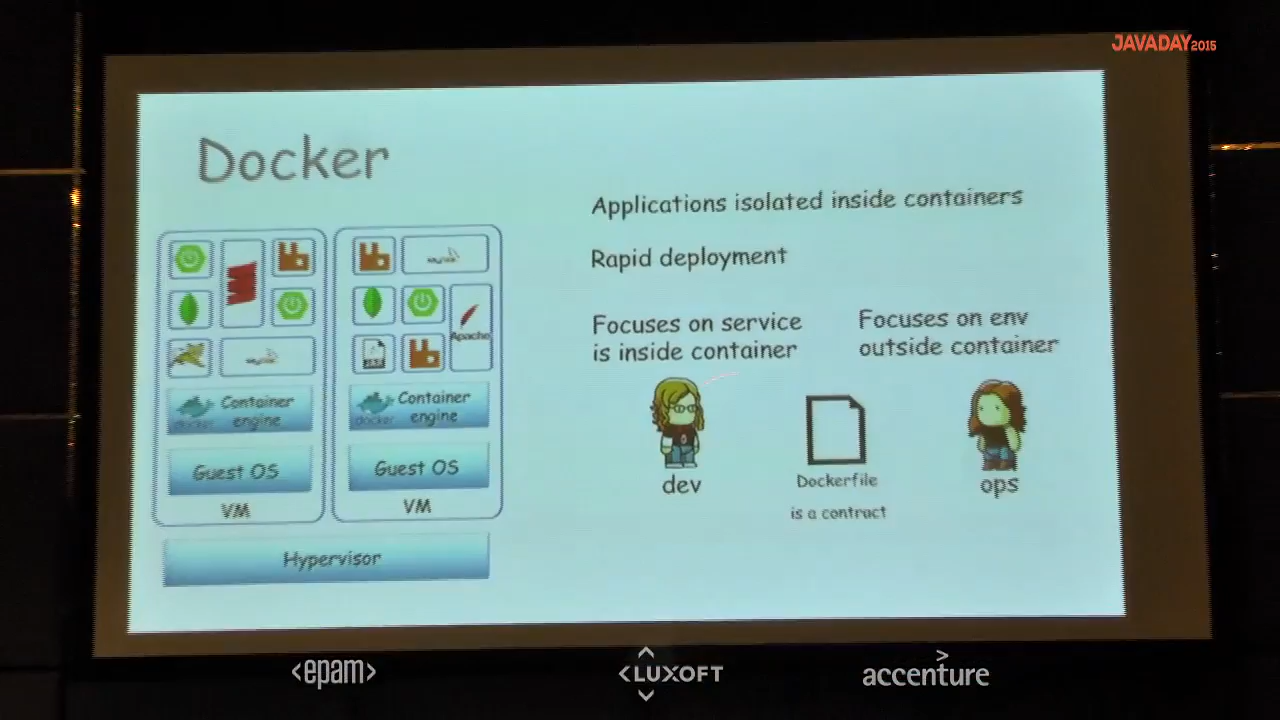 JAVADAY2015
Docker
Applications isolated inside containers
Rapid deployment
Focuses on service
is inside container
Focuses on env
outside container
Apache
docker
Container
engine
docker
Container
engine
Guest OS
Guest OS
VM
VM
Hypervisor
dev
Dockerfile
is a contract
ops
<epam>
LUXOFT
accenture